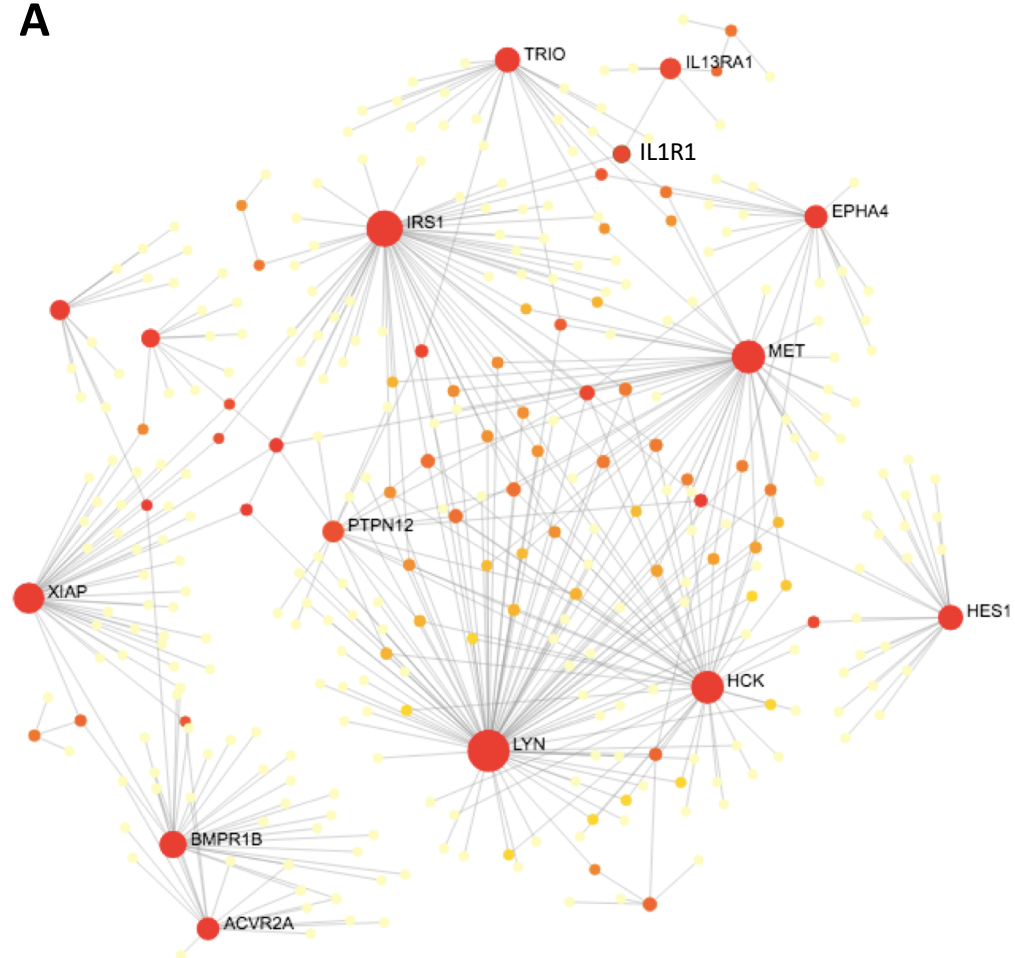 A
TRIO
IL13RA1
IL1R1
EPHA4
IRS1
MET
PTPN12
XIAP
HES1
HCK
LYN
BMPR1B
ACVR2A